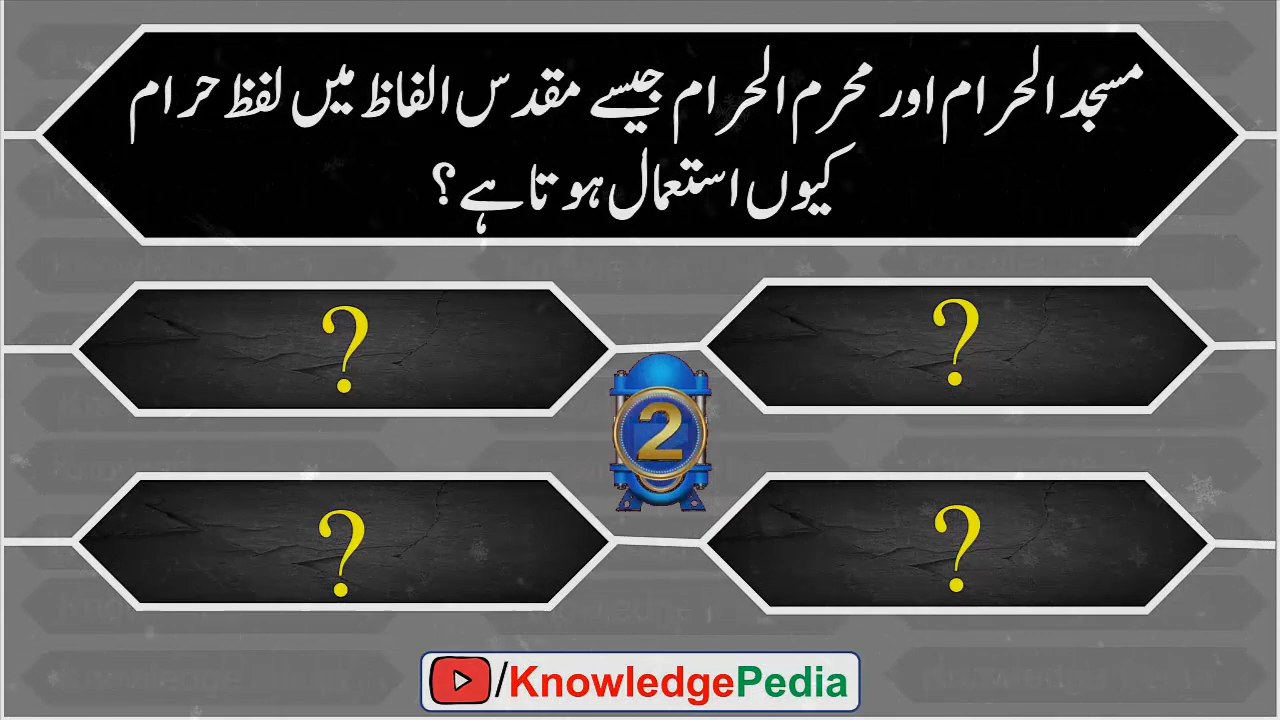 مسجد الحرام اور محرم الحرام جیسے مقدس الفاظ میں لفظ حرام
کیوں استعمال ہوتا ہے؟
?
?
2
?
?
/KnowledgePedia